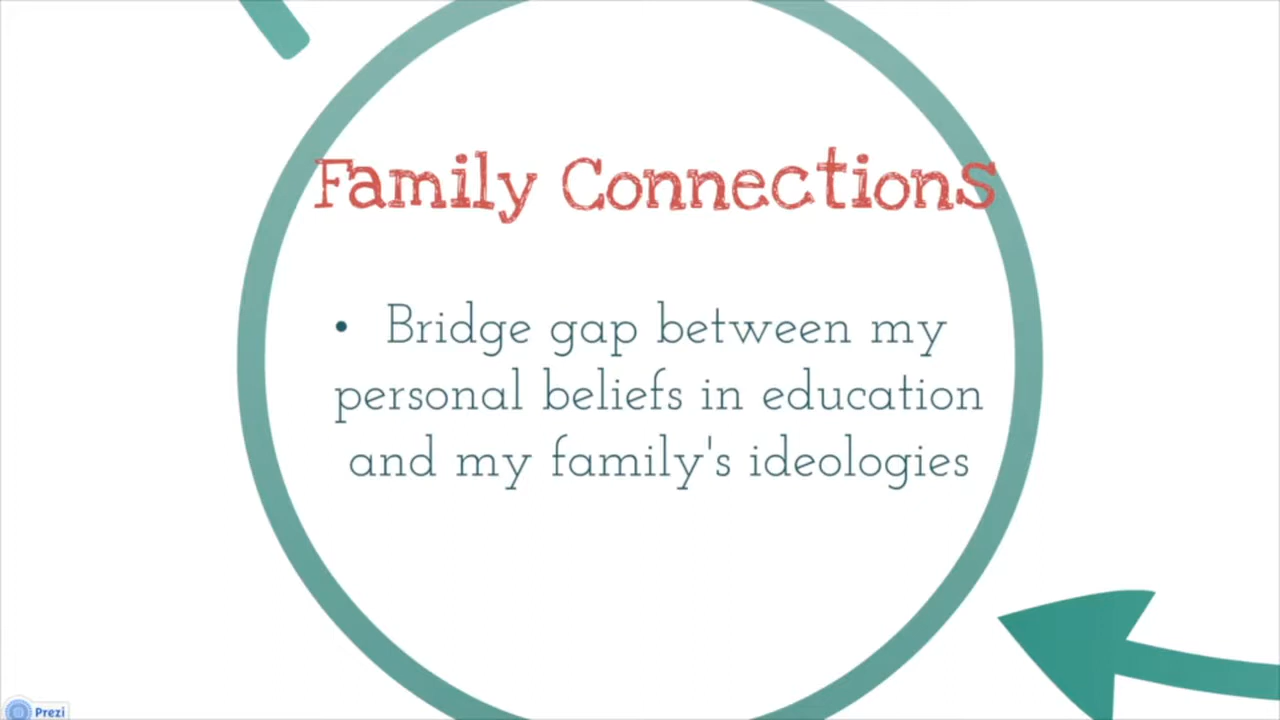 Family Connections
• Bridge gap between my
personal beliefs in education
and my family's ideologies
Prezi